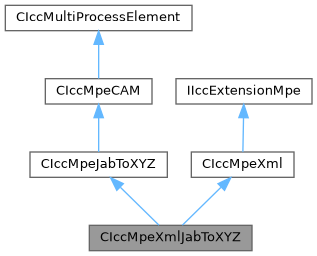 CIccMultiProcessElement
CIccMpeCAM
IIccExtensionMpe
CIccMpeJabToXYZ
CIccMpeXml
CIccMpeXmlJabToXYZ